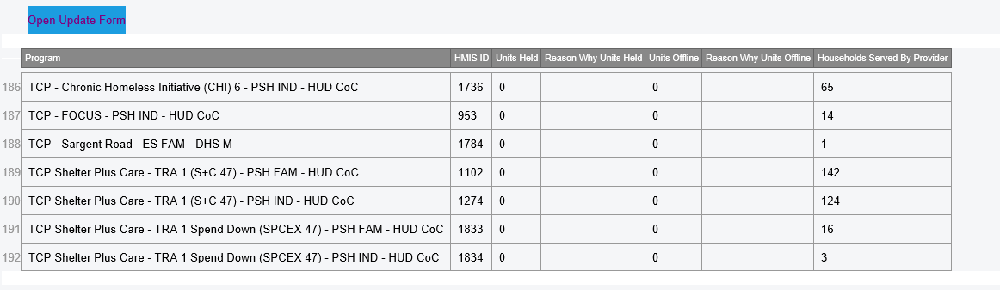 Open Update Form
Program HMIS ID Units Held Reason Why Units Held Units Offline Reason Why Units Offline Households Served By Provider
186 TCP - Chronic Homeless Initiative (CHI) 6 - PSH IND - HUD CoC 1736 0 0 65
187 TCP - FOCUS - PSH IND - HUD CoC 953 0 0 14
188 TCP - Sargent Road - ES FAM - DHS M 1784 0 0 1
189 TCP Shelter Plus Care - TRA 1 (S+C 47) - PSH FAM - HUD CoC 1102 0 0 142
190 TCP Shelter Plus Care - TRA 1 (S+C 47) - PSH IND - HUD CoC 1274 0 0 124
191 TCP Shelter Plus Care - TRA 1 Spend Down (SPCEX 47) - PSH FAM - HUD CoC 1833 0 0 16
192 TCP Shelter Plus Care - TRA 1 Spend Down (SPCEX 47) - PSH IND - HUD CoC 1834 0 0 3